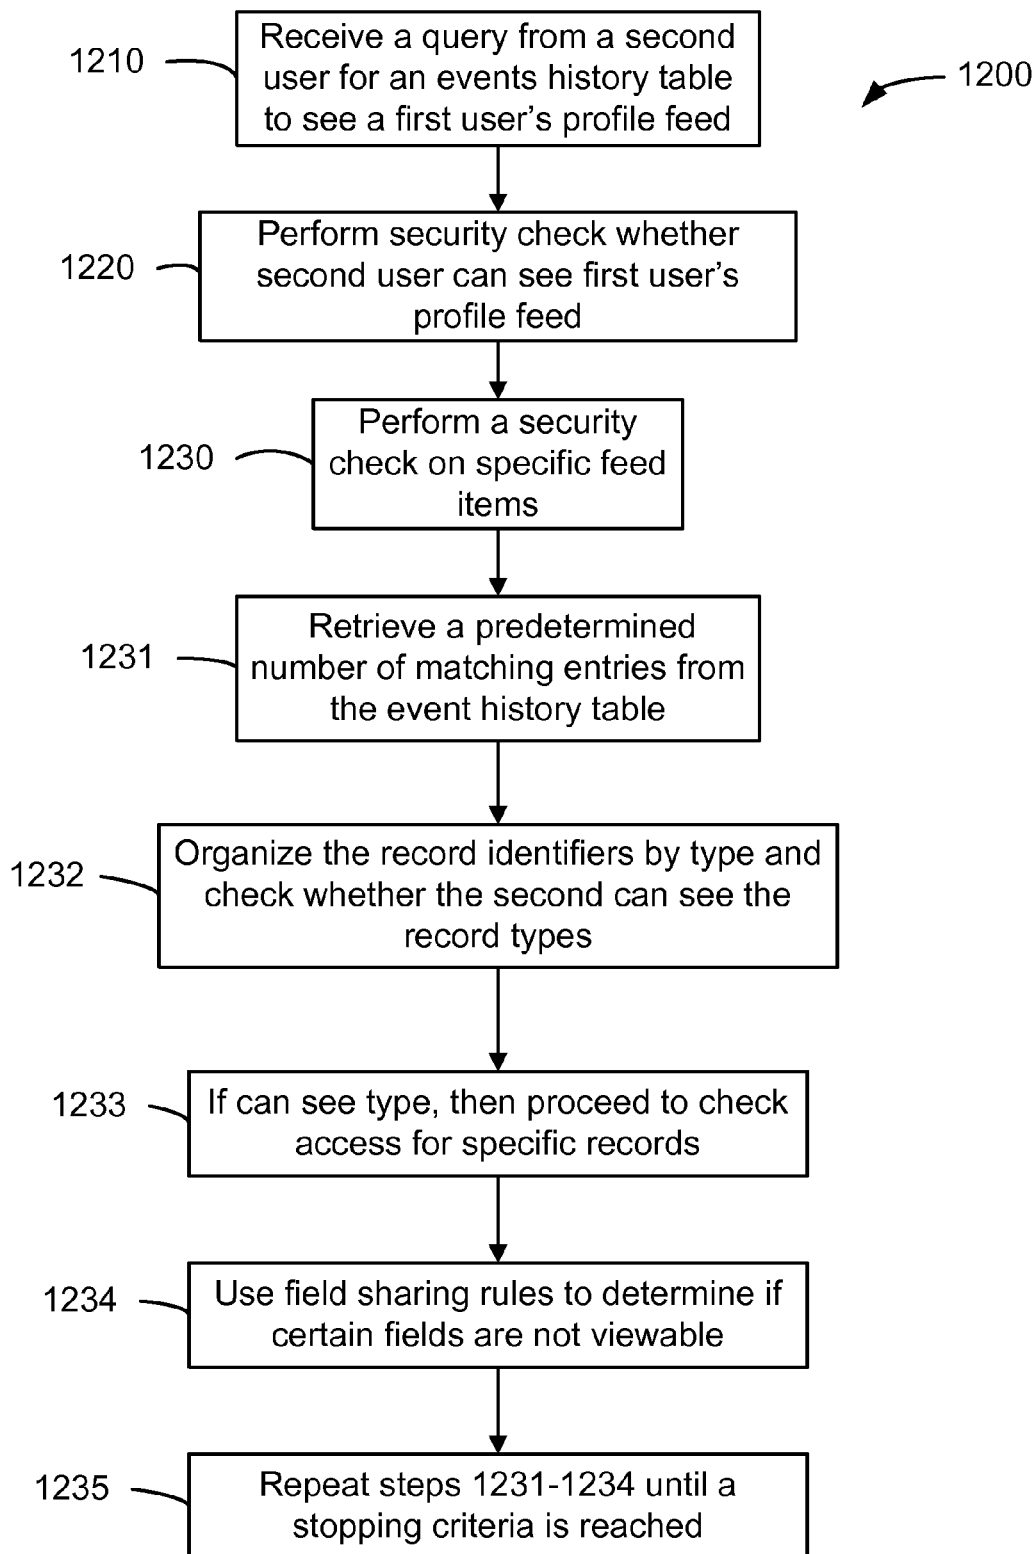 1200
1210
Receive a query from a second
user for an events history table
to see a first user's profile feed
1220
Perform security check whether
second user can see first user's
profile feed
1230
Perform a security
check on specific feed
items
1231
Retrieve a predetermined
number of matching entries from
the event history table
1232
Organize the record identifiers by type and
check whether the second can see the
record types
1233
If can see type, then proceed to check
access for specific records
1234
Use field sharing rules to determine if
certain fields are not viewable
1235
Repeat steps 1231-1234 until a
stopping criteria is reached